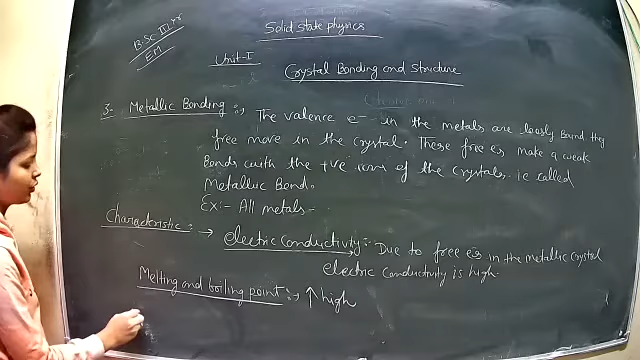 Solid state physics
B.Sc III yr
EM
Unit-I
Crystal Bonding and Structure
3- Metallic Bonding :→ The valence e- in the metals are loosly Bound. they
free move in the crystal. These free e's make a weak
Bonds with the +ve ions of the crystals. i.e called
Metallic Bond.
Ex:- All metals -
Characteristic :- → electric conductivity :- Due to free e's in the metallic crystal
electric conductivity is high.
Melting and boiling point :→ ↑ high